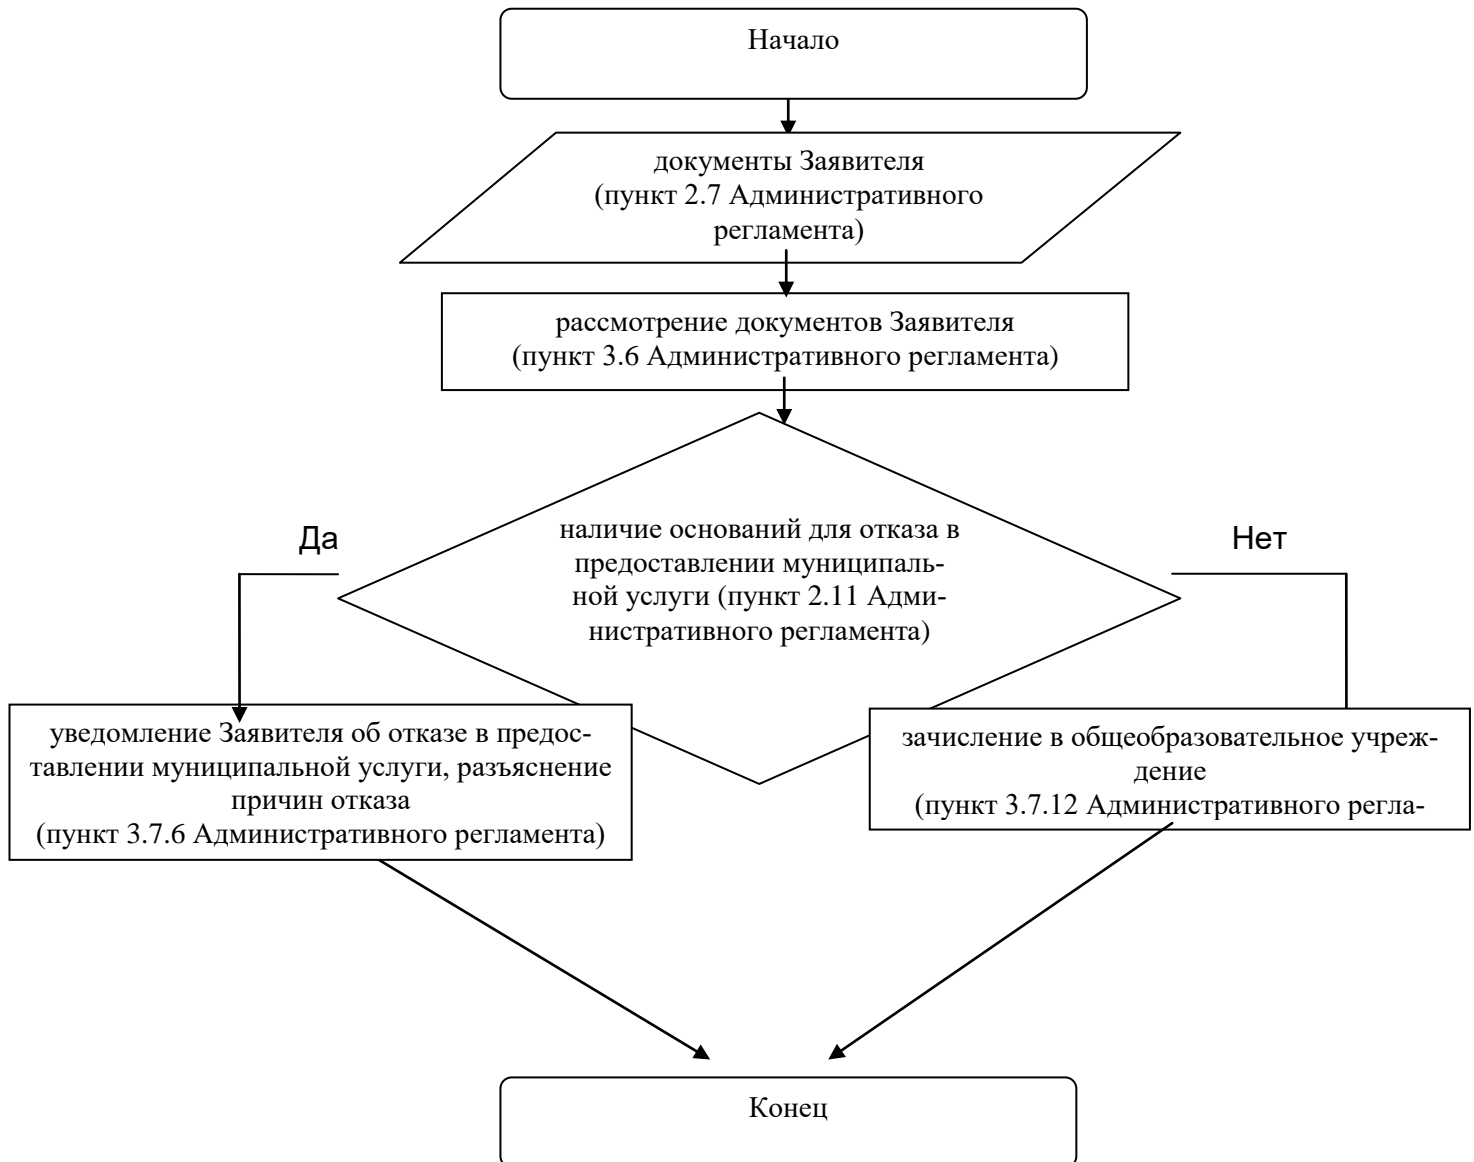 Начало
документы Заявителя
(пункт 2.7 Административного
регламента)
рассмотрение документов Заявителя
(пункт 3.6 Административного регламента)
Да
наличие оснований для отказа в
предоставлении муниципаль-
ной услуги (пункт 2.11 Адми-
нистративного регламента)
Нет
уведомление Заявителя об отказе в предос-
тавлении муниципальной услуги, разъяснение
причин отказа
(пункт 3.7.6 Административного регламента)
зачисление в общеобразовательное учреж-
дение
(пункт 3.7.12 Административного регла-
Конец